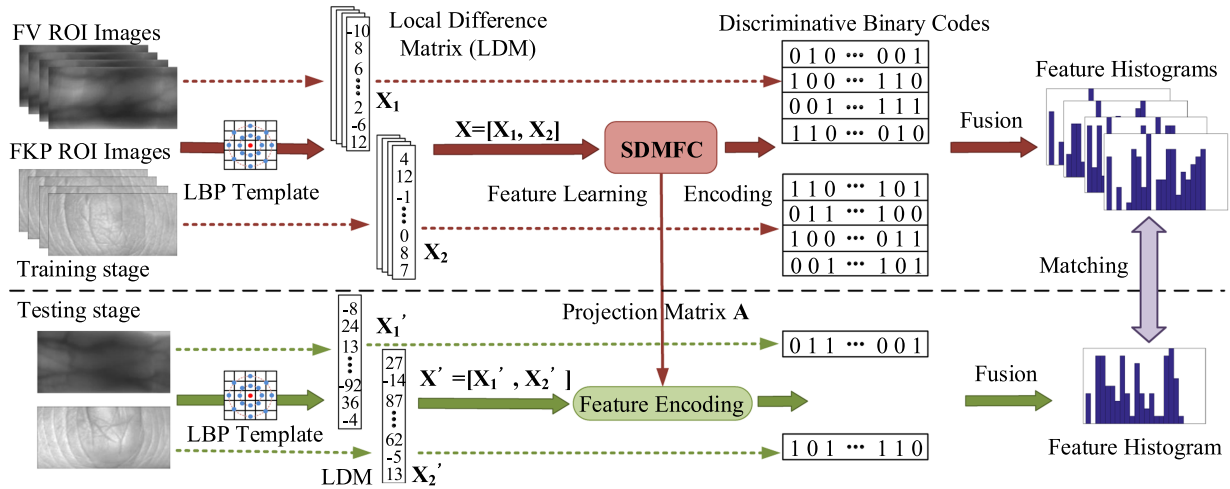 FV ROI Images
FKP ROI Images
Training stage
LBP Template
Local Difference
Matrix (LDM)
-10
8
6
2
-6
12
X₁
4
12
-1
0
8
7
X₂
X=[X₁, X₂]
SDMFC
Feature Learning
Encoding
Discriminative Binary Codes
0 1 0 ··· 0 0 1
1 0 0 ··· 1 1 0
0 0 1 ··· 1 1 1
1 1 0 ··· 0 1 0
1 1 0 ··· 1 0 1
0 1 1 ··· 1 0 0
1 0 0 ··· 0 1 1
0 0 1 ··· 1 0 1
Fusion
Feature Histograms
Matching
Testing stage
LBP Template
-8
24
13
-92
36
-4
X₁'
LDM
27
-14
87
62
-5
13
X₂'
X' =[X₁' , X₂' ]
Projection Matrix A
Feature Encoding
0 1 1 ··· 0 0 1
1 0 1 ··· 1 1 0
Fusion
Feature Histogram